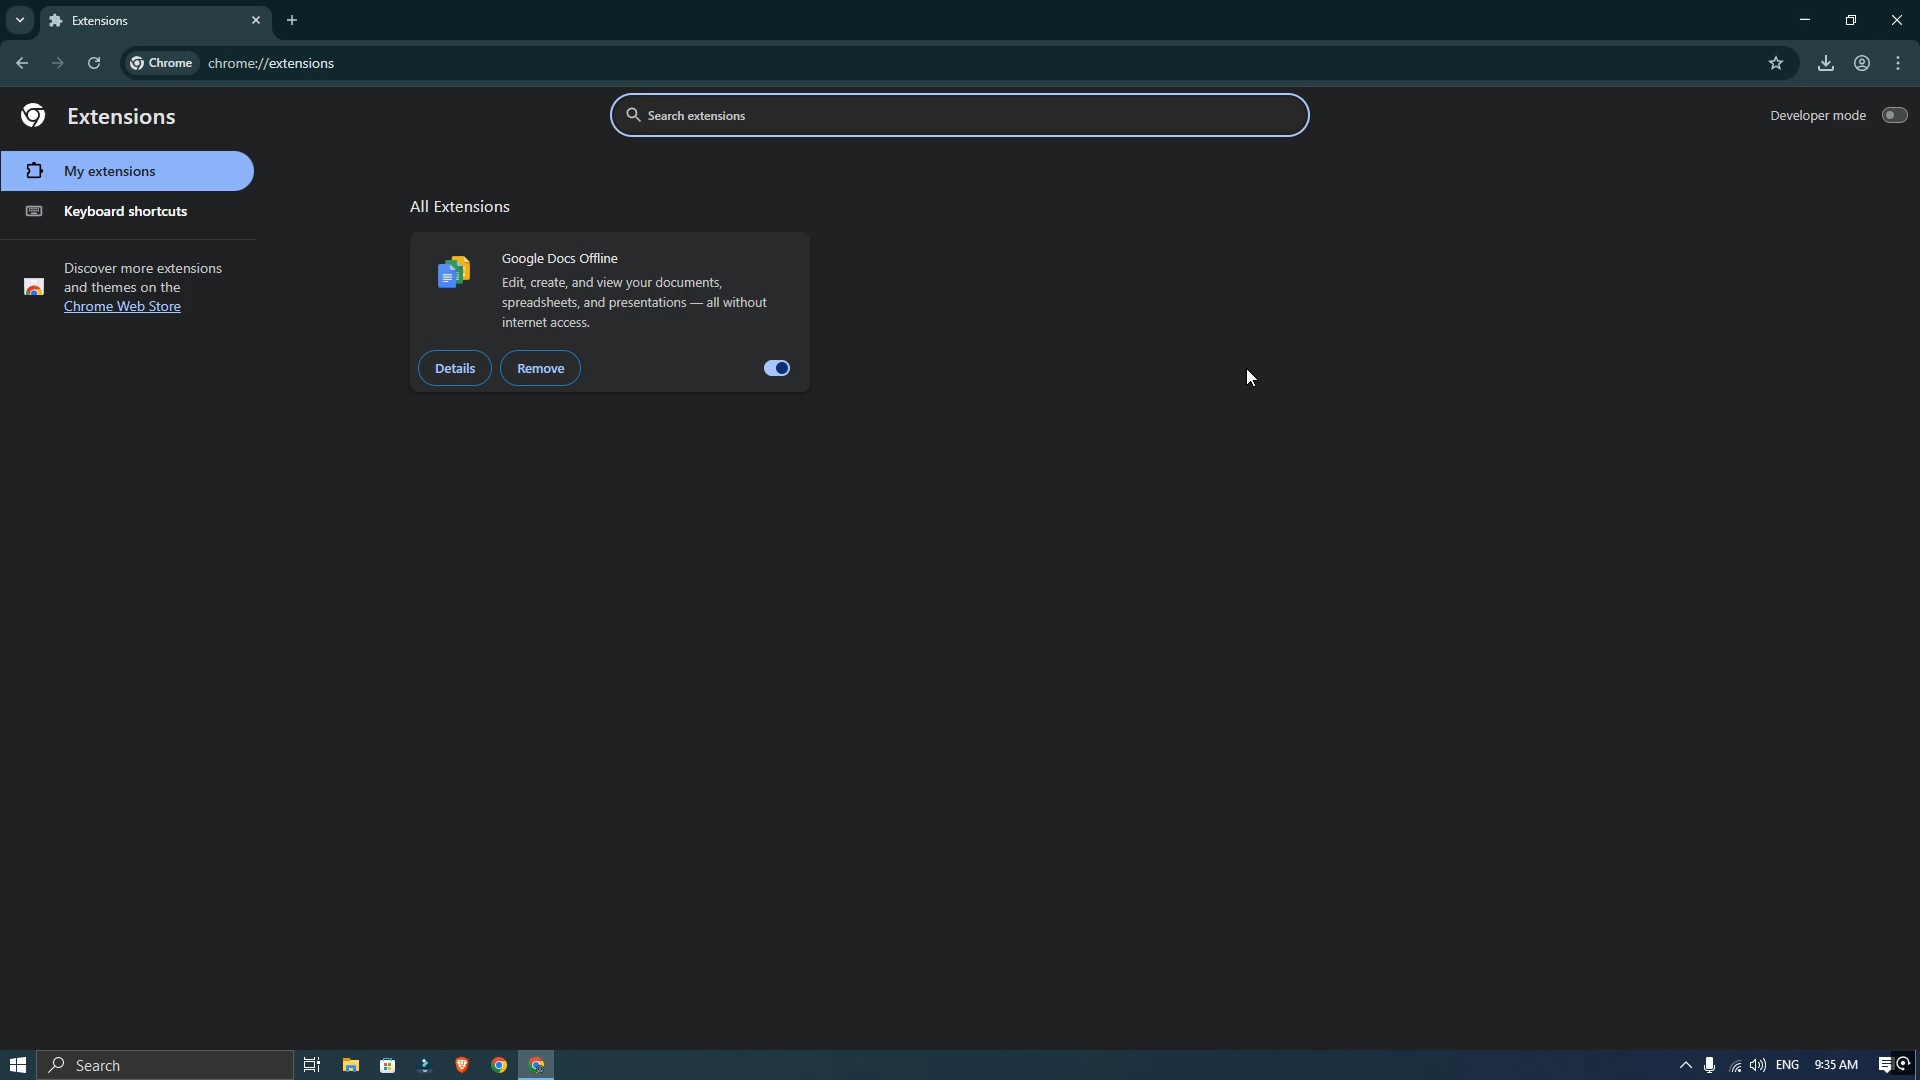 Extensions
Chrome chrome://extensions
Extensions
Search extensions
Developer mode
My extensions
Keyboard shortcuts
Discover more extensions
and themes on the
Chrome Web Store
All Extensions
Google Docs Offline
Edit, create, and view your documents,
spreadsheets, and presentations — all without
internet access.
Details
Remove
Search
ENG
9:35 AM